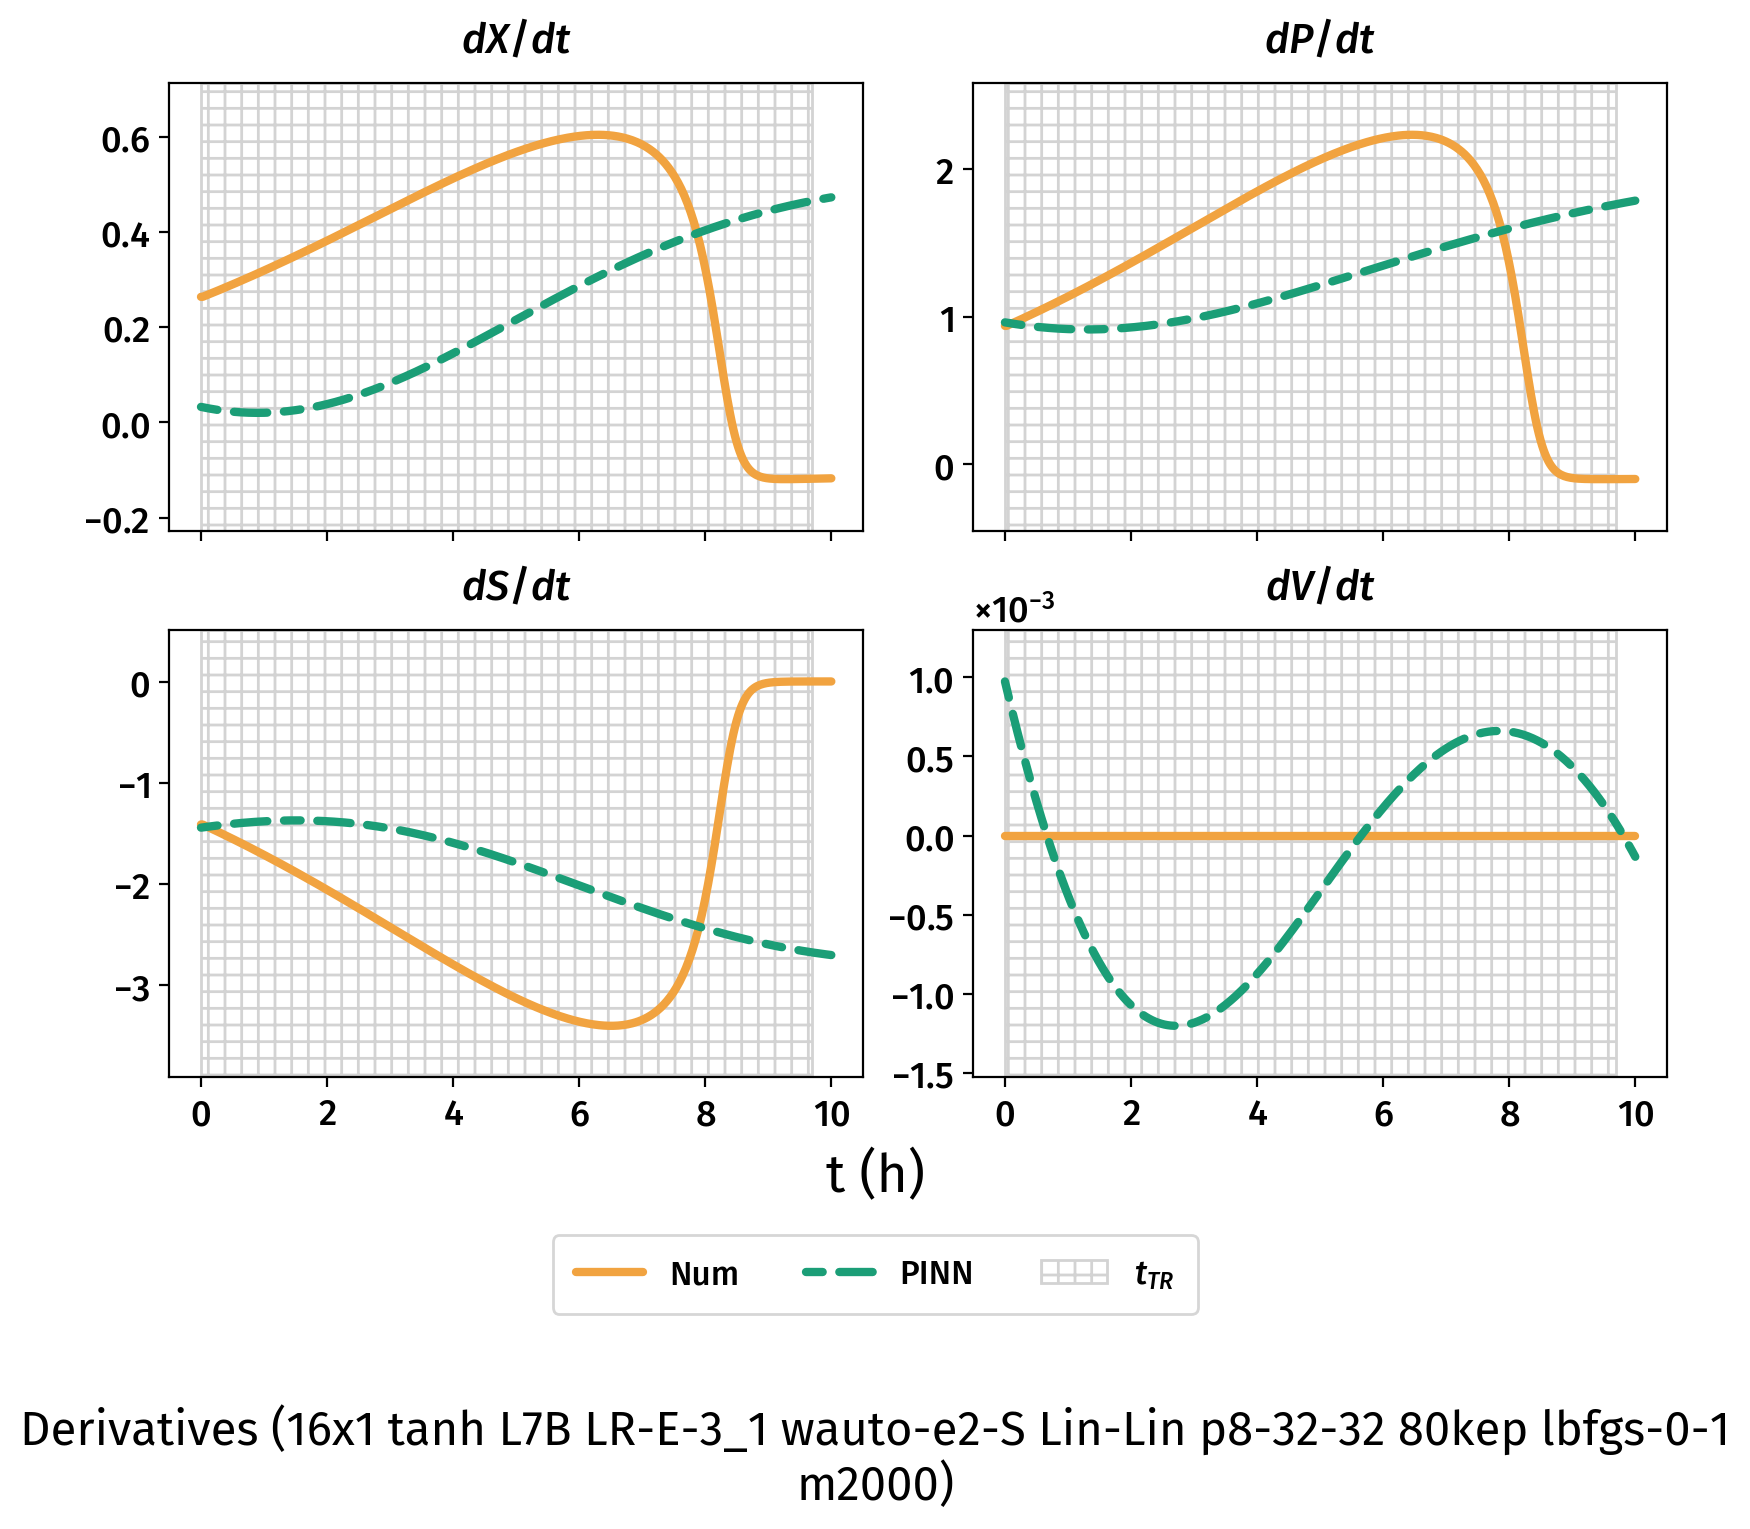 dX/dt
dP/dt
0.6
0.4
0.2
0.0
−0.2
2
1
0
dS/dt
dV/dt
×10⁻³
0
−1
−2
−3
1.0
0.5
0.0
−0.5
−1.0
−1.5
0 2 4 6 8 10
0 2 4 6 8 10
t (h)
Num PINN t_TR
Derivatives (16x1 tanh L7B LR-E-3_1 wauto-e2-S Lin-Lin p8-32-32 80kep lbfgs-0-1
m2000)